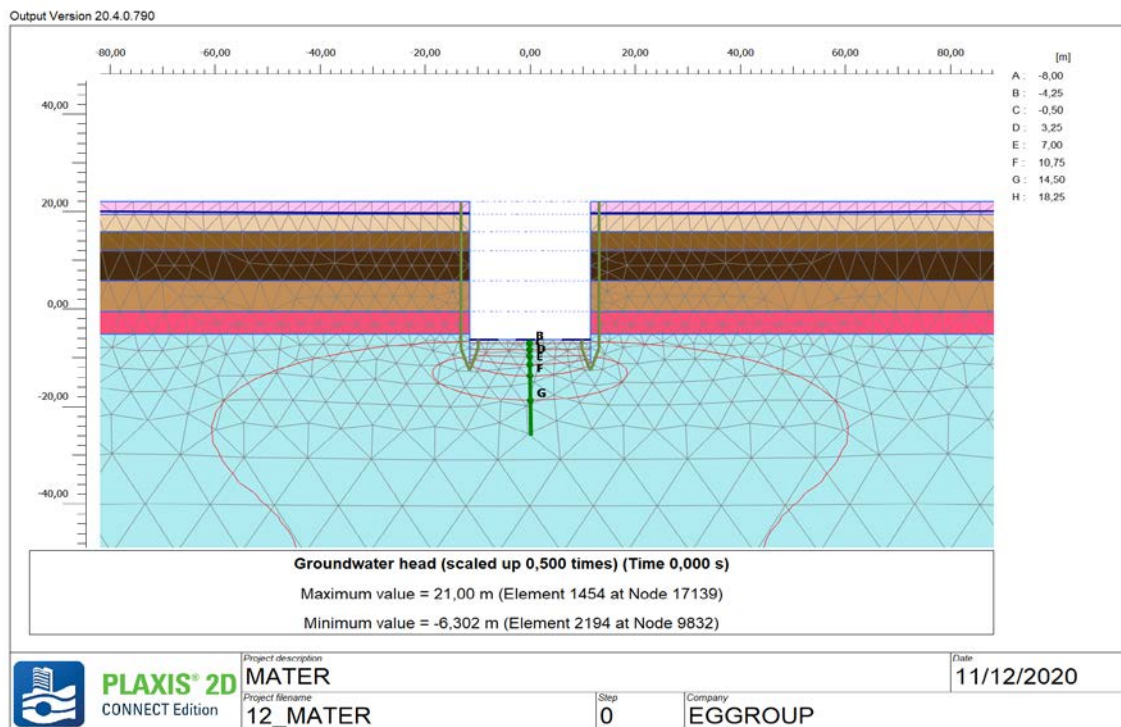 Output Version 20.4.0.790
-80,00 -60,00 -40,00 -20,00 0,00 20,00 40,00 60,00 80,00
[m]
A : -8,00
B : -4,25
C : -0,50
D : 3,25
E : 7,00
F : 10,75
G : 14,50
H : 18,25
40,00
20,00
0,00
-20,00
-40,00
B
D
E
F
G
Groundwater head (scaled up 0,500 times) (Time 0,000 s)
Maximum value = 21,00 m (Element 1454 at Node 17139)
Minimum value = -6,302 m (Element 2194 at Node 9832)
PLAXIS® 2D
CONNECT Edition
Project description
MATER
Date
11/12/2020
Project filename
12_MATER
Step
0
Company
EGGROUP